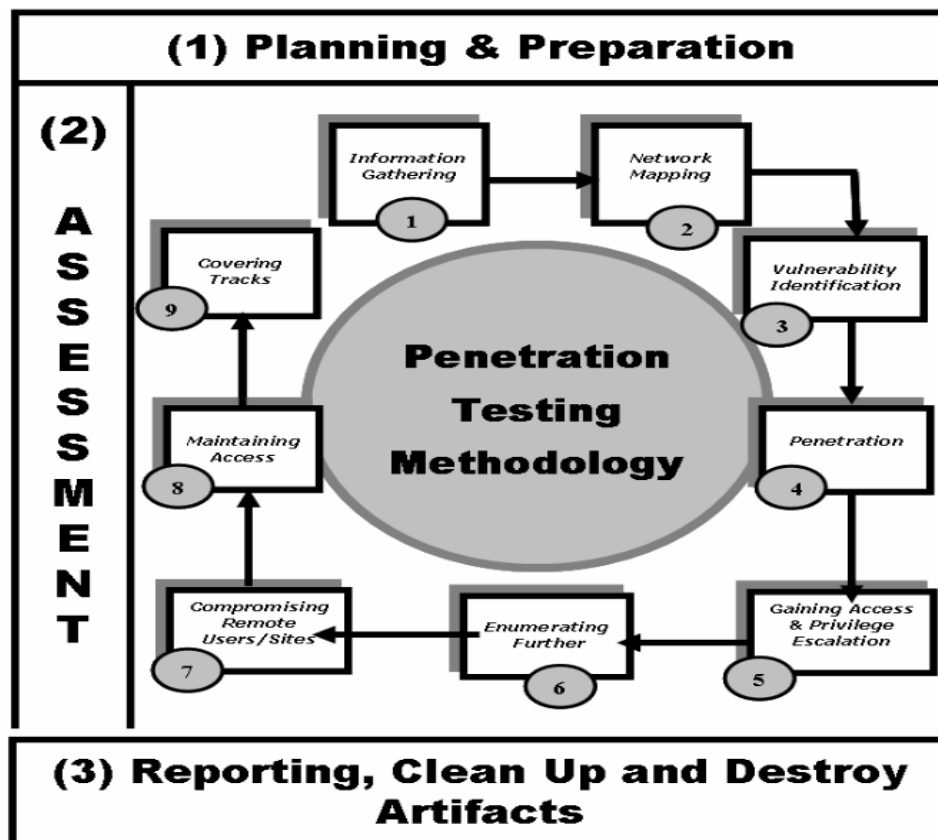 (1) Planning & Preparation
(2)
A
S
S
E
S
S
M
E
N
T
Information
Gathering
1
Network
Mapping
2
Vulnerability
Identification
3
Penetration
4
Gaining Access
& Privilege
Escalation
5
Enumerating
Further
6
Compromising
Remote
Users/Sites
7
Maintaining
Access
8
Covering
Tracks
9
Penetration
Testing
Methodology
(3) Reporting, Clean Up and Destroy
Artifacts